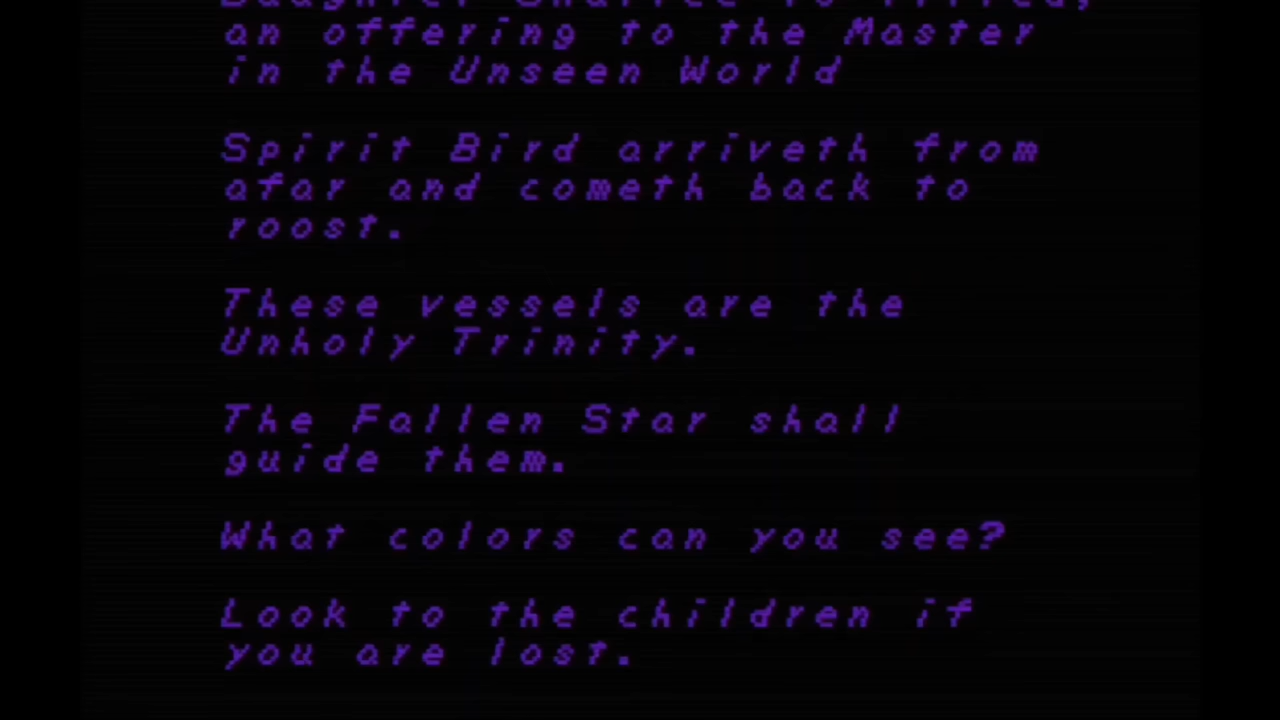 an offering to the Master
in the Unseen World
Spirit Bird arriveth from
afar and cometh back to
roost.
These vessels are the
Unholy Trinity.
The Fallen Star shall
guide them.
What colors can you see?
Look to the children if
you are lost.